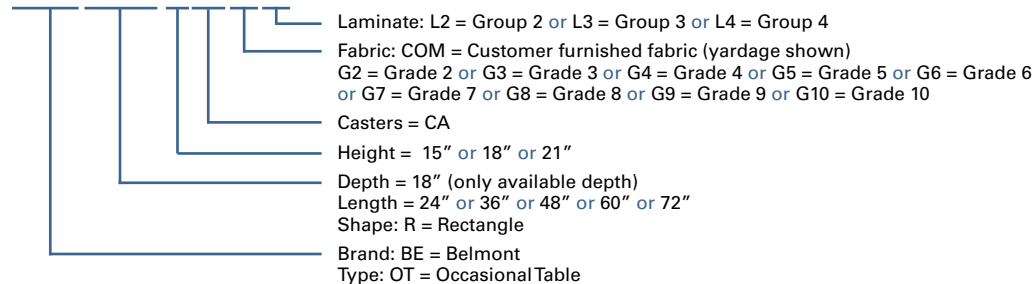 Laminate: L2 = Group 2 or L3 = Group 3 or L4 = Group 4
Fabric: COM = Customer furnished fabric (yardage shown)
G2 = Grade 2 or G3 = Grade 3 or G4 = Grade 4 or G5 = Grade 5 or G6 = Grade 6
or G7 = Grade 7 or G8 = Grade 8 or G9 = Grade 9 or G10 = Grade 10
Casters = CA
Height = 15″ or 18″ or 21″
Depth = 18″ (only available depth)
Length = 24″ or 36″ or 48″ or 60″ or 72″
Shape: R = Rectangle
Brand: BE = Belmont
Type: OT = Occasional Table